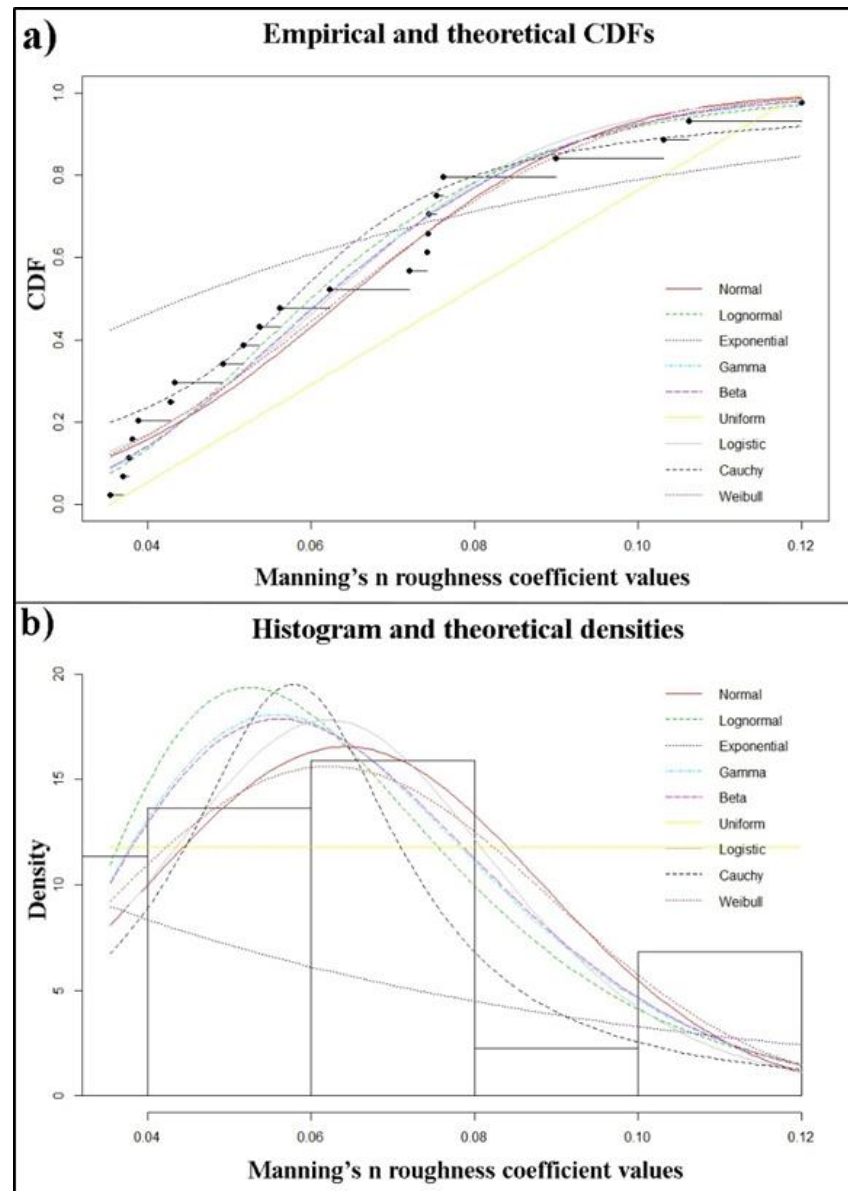 a)
Empirical and theoretical CDFs
CDF
1.0
0.8
0.6
0.4
0.2
0.0
Normal
Lognormal
Exponential
Gamma
Beta
Uniform
Logistic
Cauchy
Weibull
0.04 0.06 0.08 0.10 0.12
Manning's n roughness coefficient values
b)
Histogram and theoretical densities
Density
20
15
10
5
0
Normal
Lognormal
Exponential
Gamma
Beta
Uniform
Logistic
Cauchy
Weibull
0.04 0.06 0.08 0.10 0.12
Manning's n roughness coefficient values